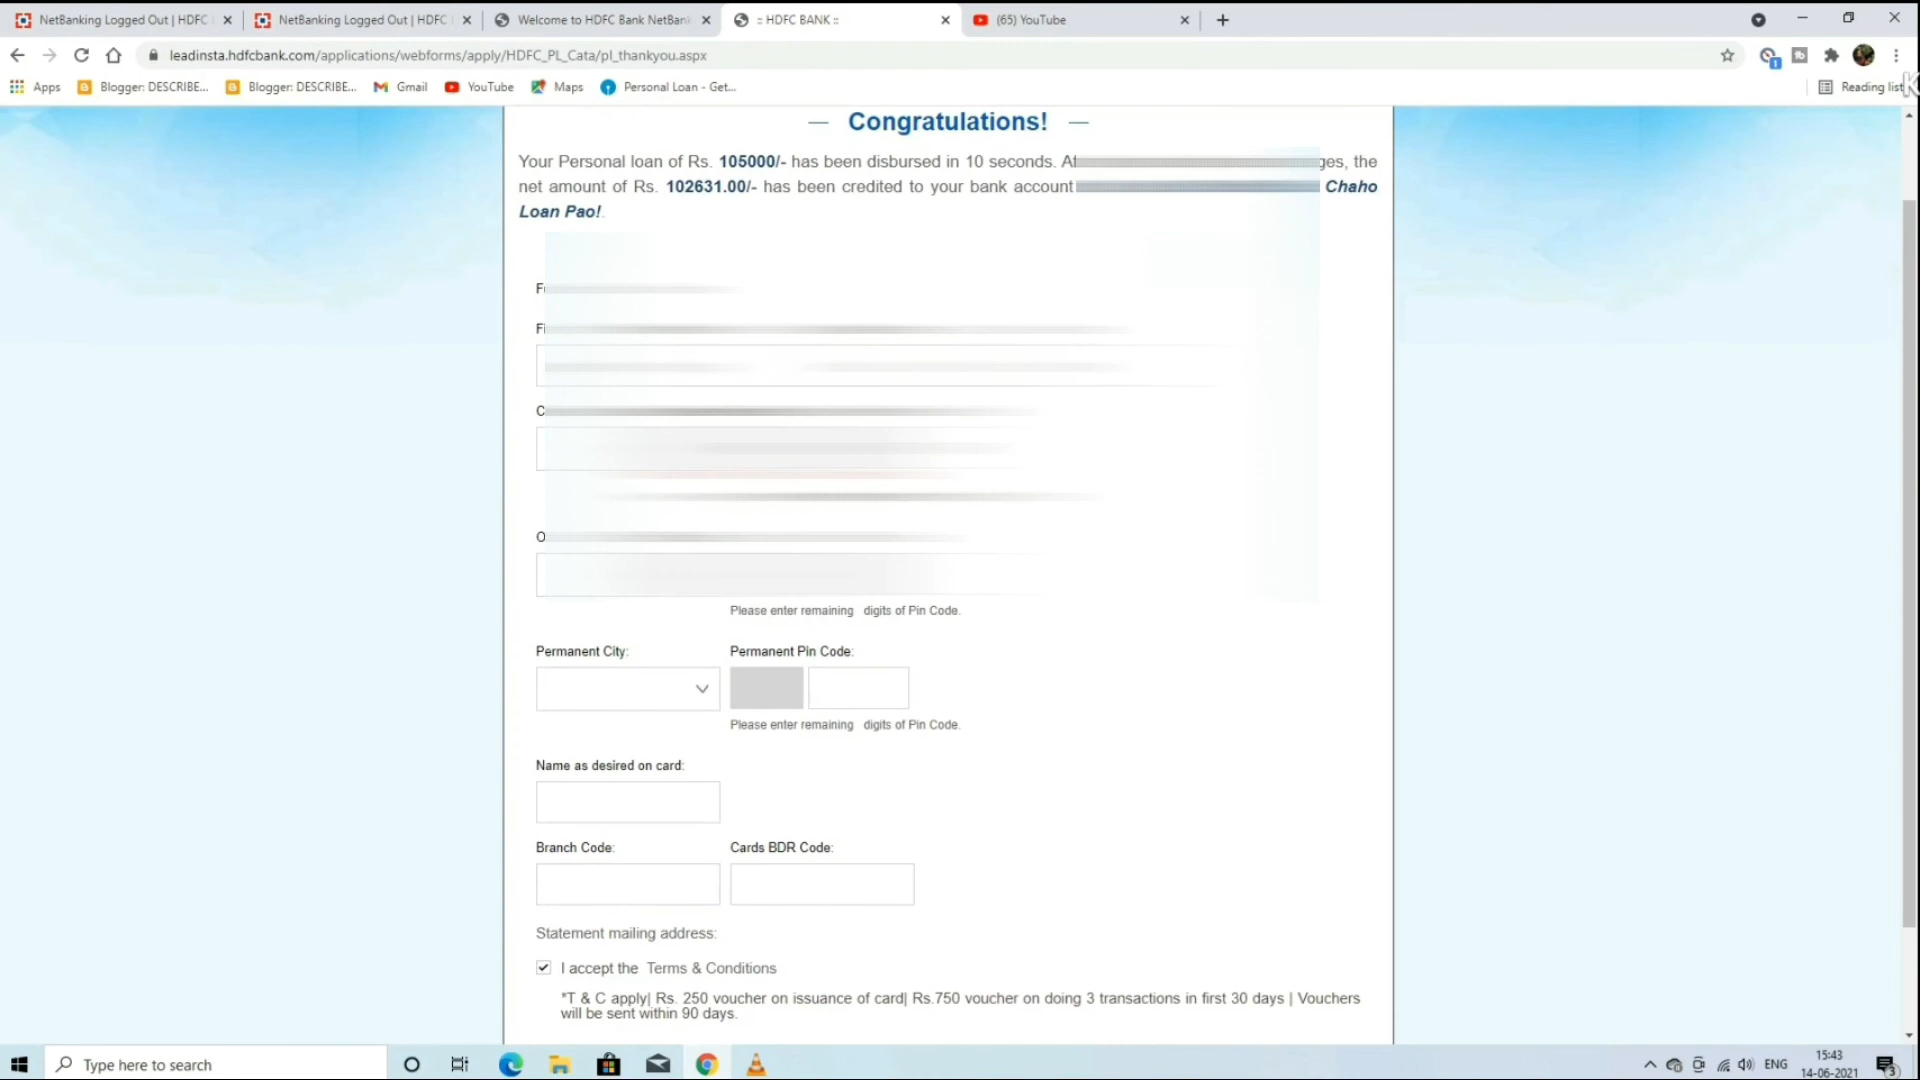 NetBanking Logged Out | HDFC
NetBanking Logged Out | HDFC
Welcome to HDFC Bank NetBan
:: HDFC BANK ::
(65) YouTube
leadinsta.hdfcbank.com/applications/webforms/apply/HDFC_PL_Cata/pl_thankyou.aspx
Apps
Blogger: DESCRIBE...
Blogger: DESCRIBE...
Gmail
YouTube
Maps
Personal Loan - Get...
Reading list
Congratulations!
Your Personal loan of Rs. 105000/- has been disbursed in 10 seconds. the
net amount of Rs. 102631.00/- has been credited to your bank account Chaho
Loan Pao!.
Please enter remaining digits of Pin Code.
Permanent City:
Permanent Pin Code:
Please enter remaining digits of Pin Code.
Name as desired on card:
Branch Code:
Cards BDR Code:
Statement mailing address:
I accept the Terms & Conditions
*T & C apply| Rs. 250 voucher on issuance of card| Rs.750 voucher on doing 3 transactions in first 30 days | Vouchers
will be sent within 90 days.
Type here to search
ENG
15:43
14-06-2021
3